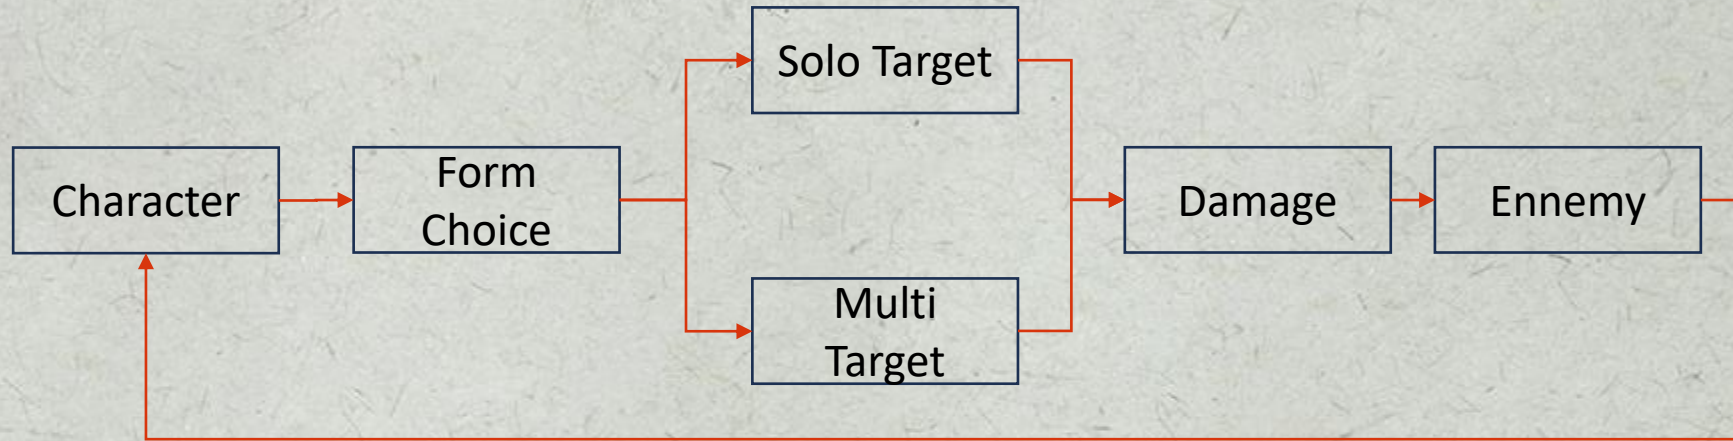 Solo Target
Character
Form
Choice
Damage
Ennemy
Multi
Target